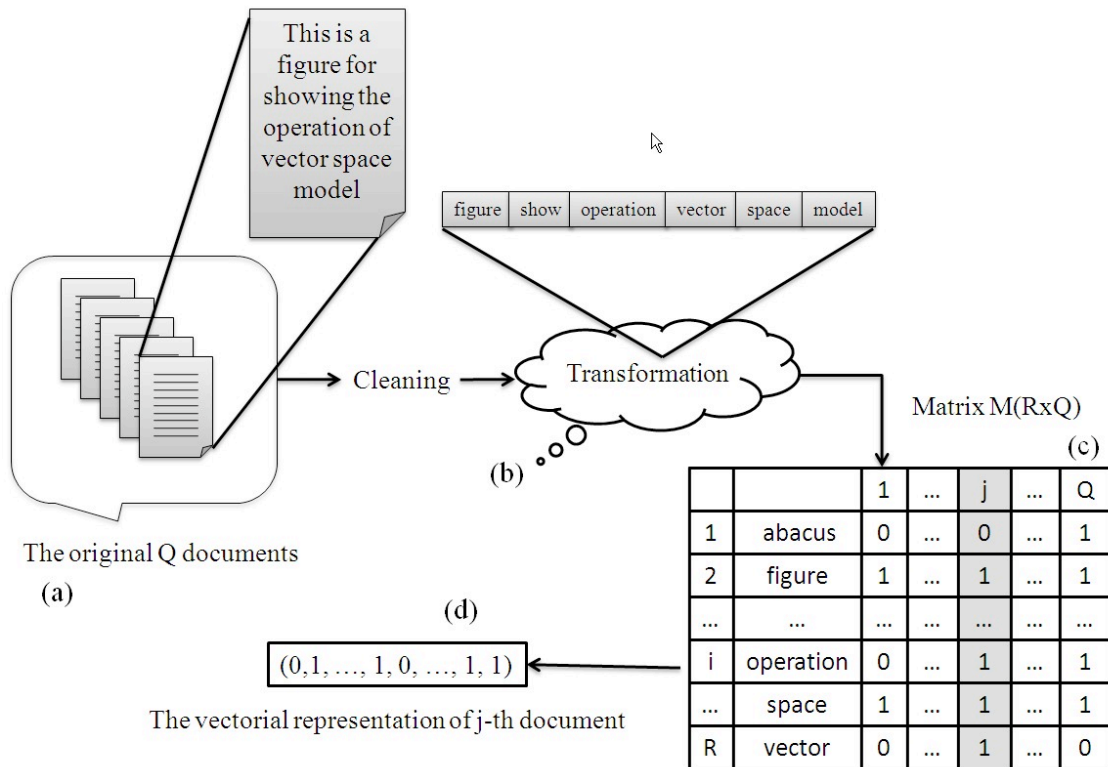 This is a
figure for
showing the
operation of
vector space
model
figure show operation vector space model
Cleaning
Transformation
(b)
The original Q documents
(a)
Matrix M(RxQ)
(c)
1 ... j ... Q
1 abacus 0 ... 0 ... 1
2 figure 1 ... 1 ... 1
... ... ... ... ... ... ...
i operation 0 ... 1 ... 1
... space 1 ... 1 ... 1
R vector 0 ... 1 ... 0
(d)
(0,1, ..., 1, 0, ..., 1, 1)
The vectorial representation of j-th document